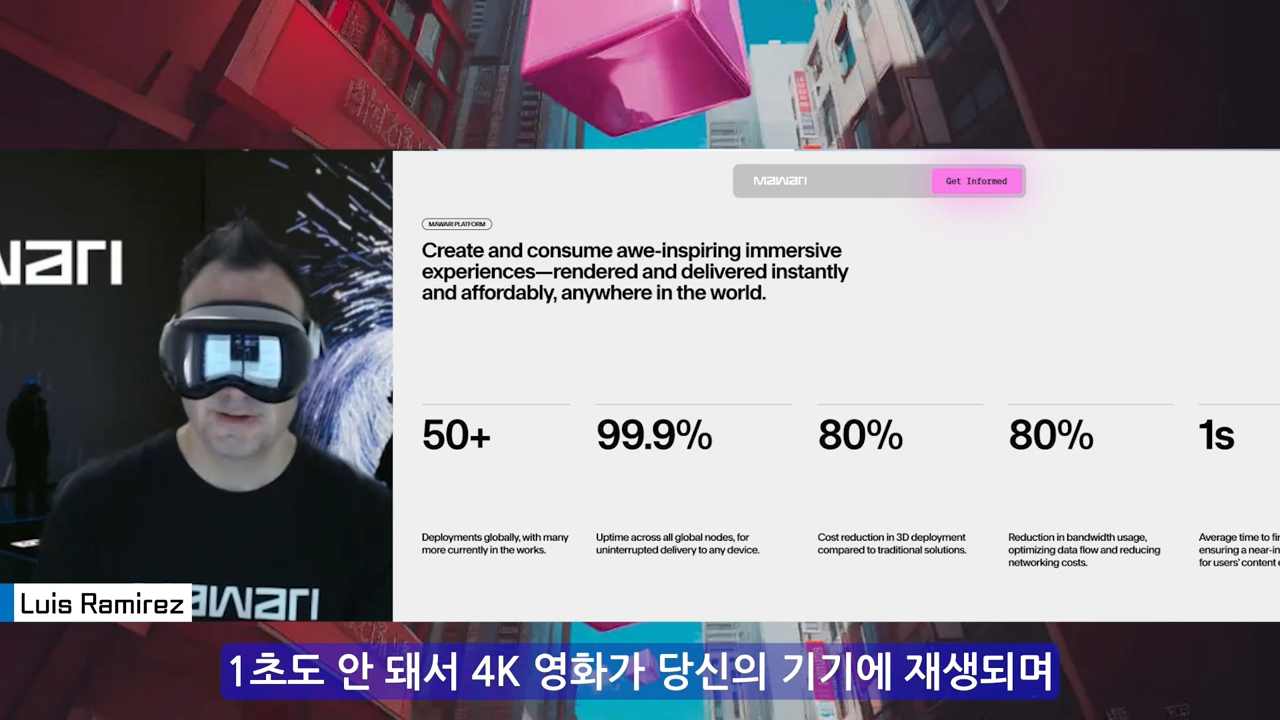 wari
mawari
Get Informed
MAWARI PLATFORM
Create and consume awe-inspiring immersive
experiences—rendered and delivered instantly
and affordably, anywhere in the world.
50+
99.9%
80%
80%
1s
Deployments globally, with many
more currently in the works.
Uptime across all global nodes, for
uninterrupted delivery to any device.
Cost reduction in 3D deployment
compared to traditional solutions.
Reduction in bandwidth usage,
optimizing data flow and reducing
networking costs.
Average time to fi
ensuring a near-in
for users' content
Luis Ramirez
awari
1초도 안 돼서 4K 영화가 당신의 기기에 재생되며